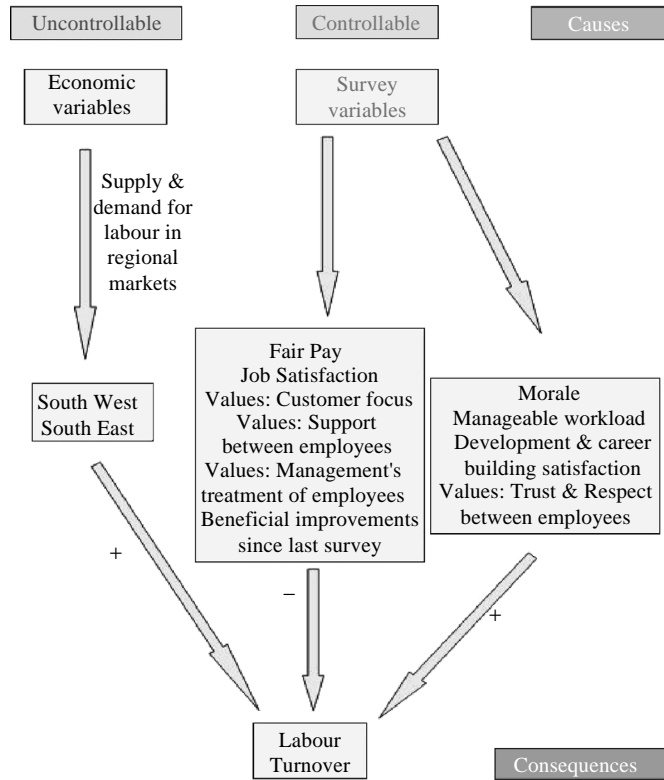 Uncontrollable
Controllable
Causes
Economic
variables
Survey
variables
Supply &
demand for
labour in
regional
markets
South West
South East
Fair Pay
Job Satisfaction
Values: Customer focus
Values: Support
between employees
Values: Management's
treatment of employees
Beneficial improvements
since last survey
Morale
Manageable workload
Development & career
building satisfaction
Values: Trust & Respect
between employees
+
−
+
Labour
Turnover
Consequences